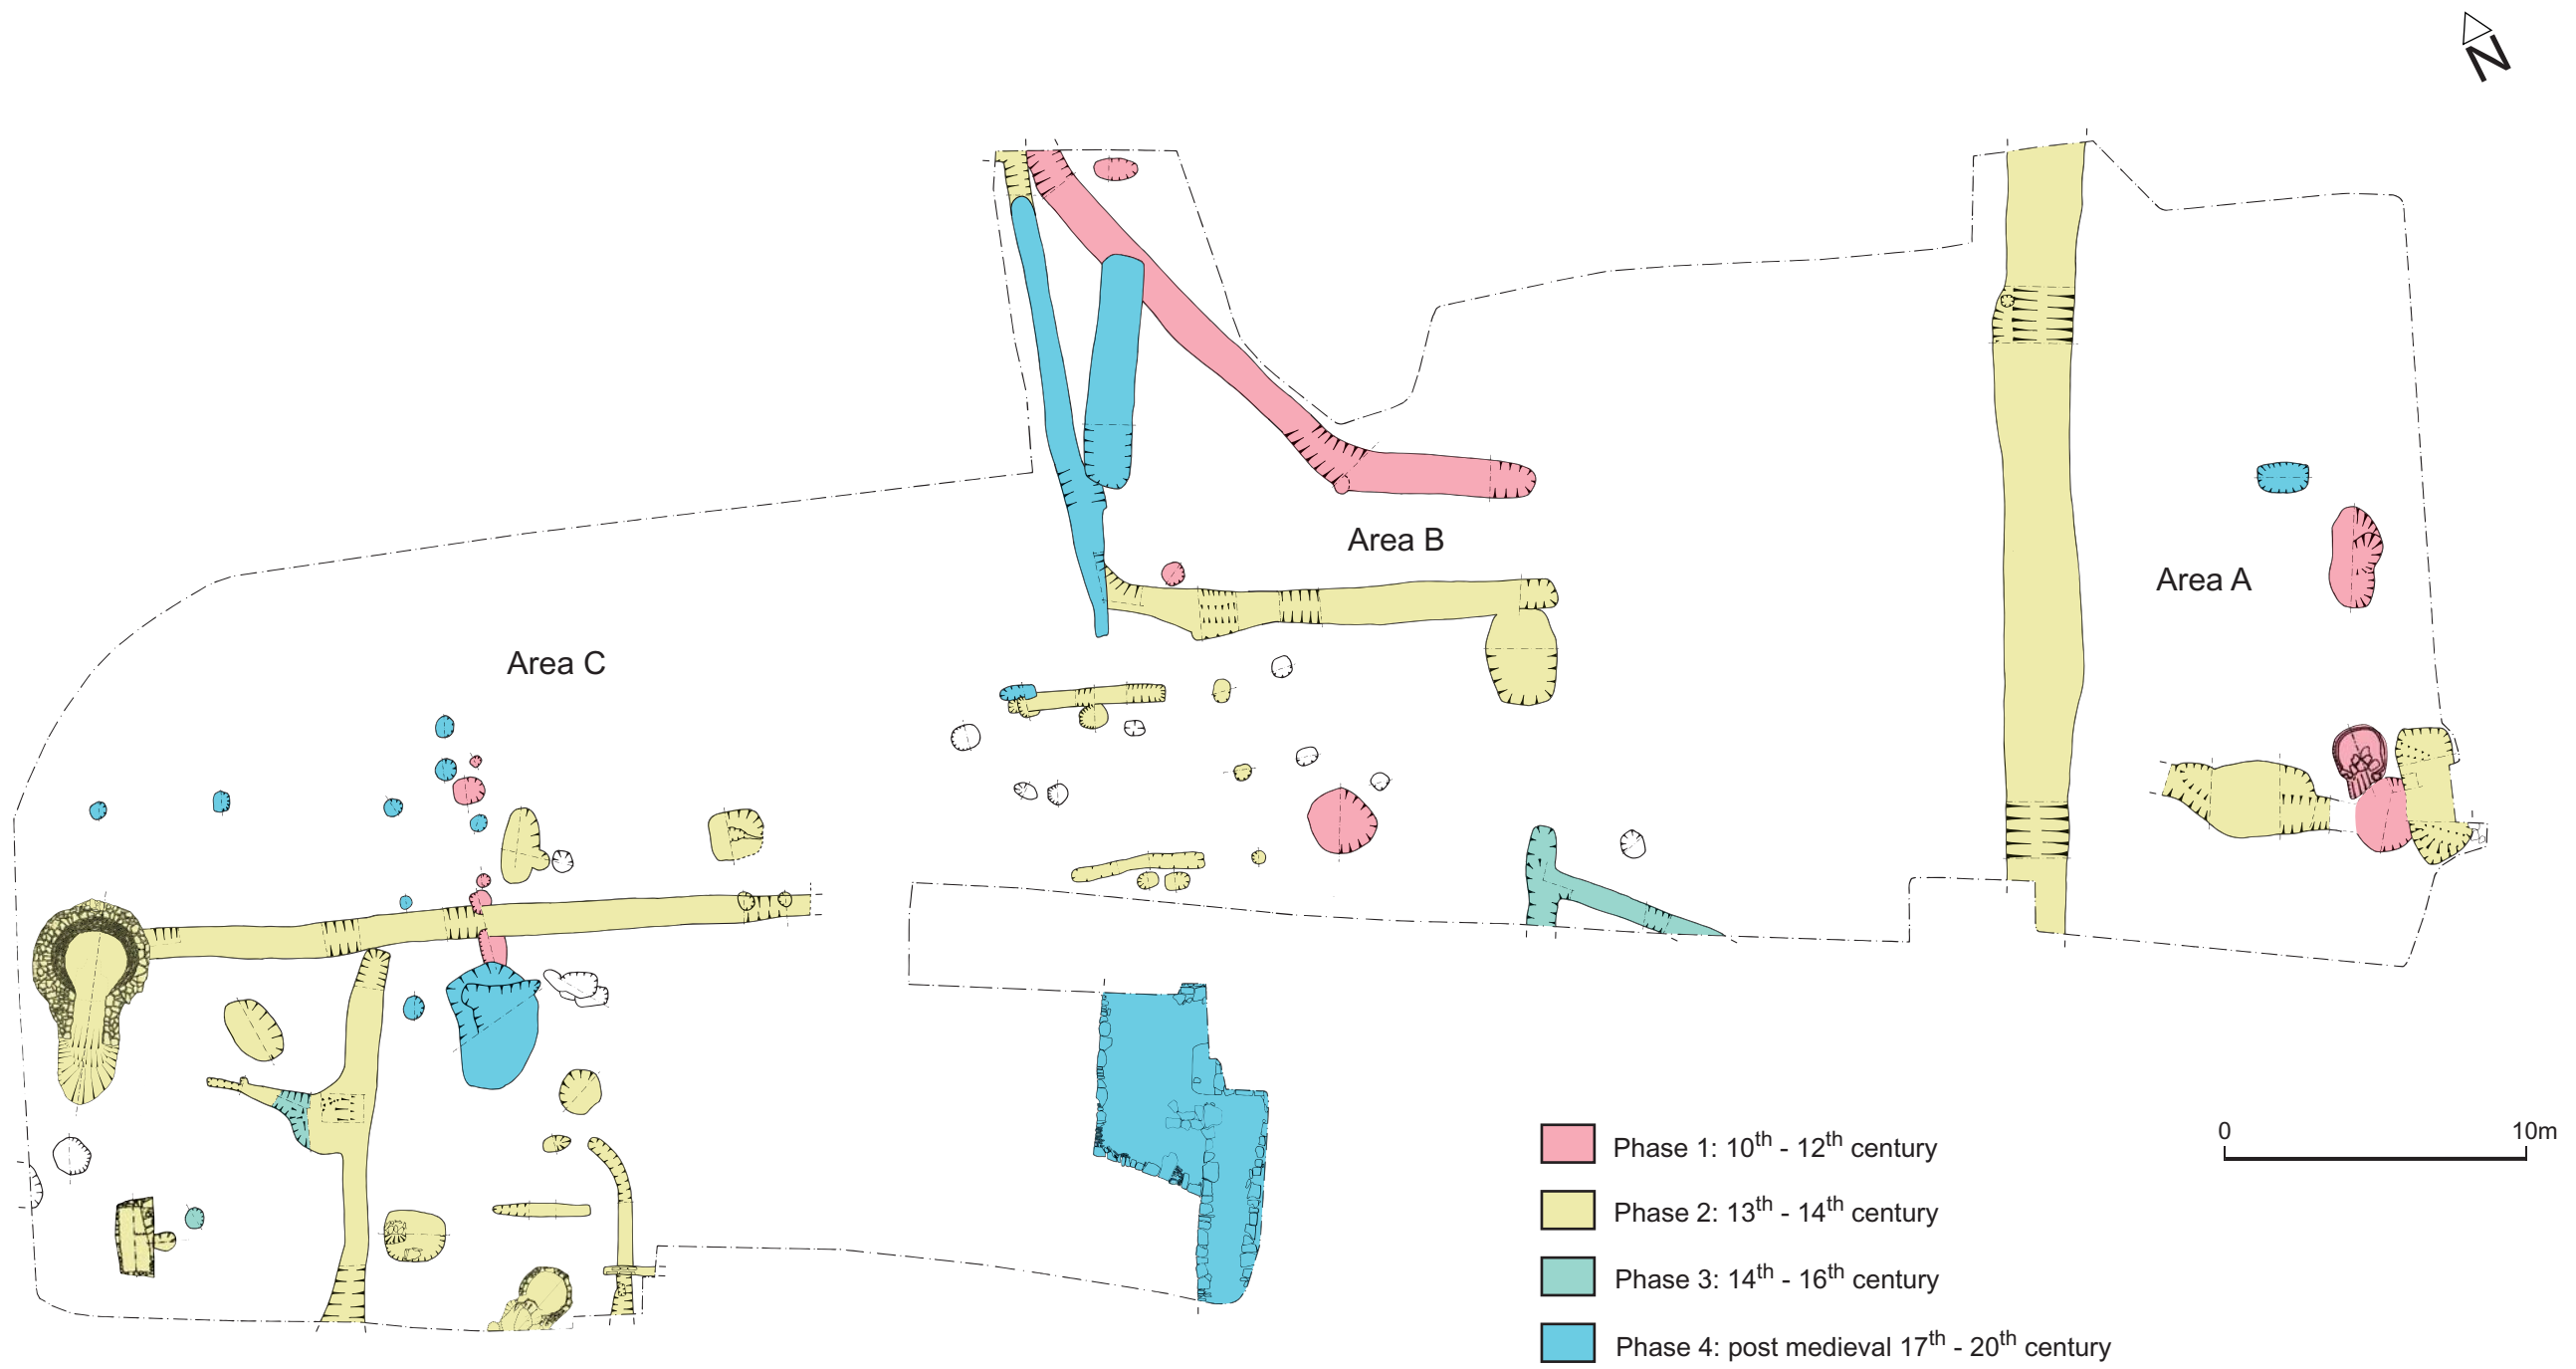 N
Area B
Area A
Area C
Phase 1: 10th - 12th century
Phase 2: 13th - 14th century
Phase 3: 14th - 16th century
Phase 4: post medieval 17th - 20th century
0 10m